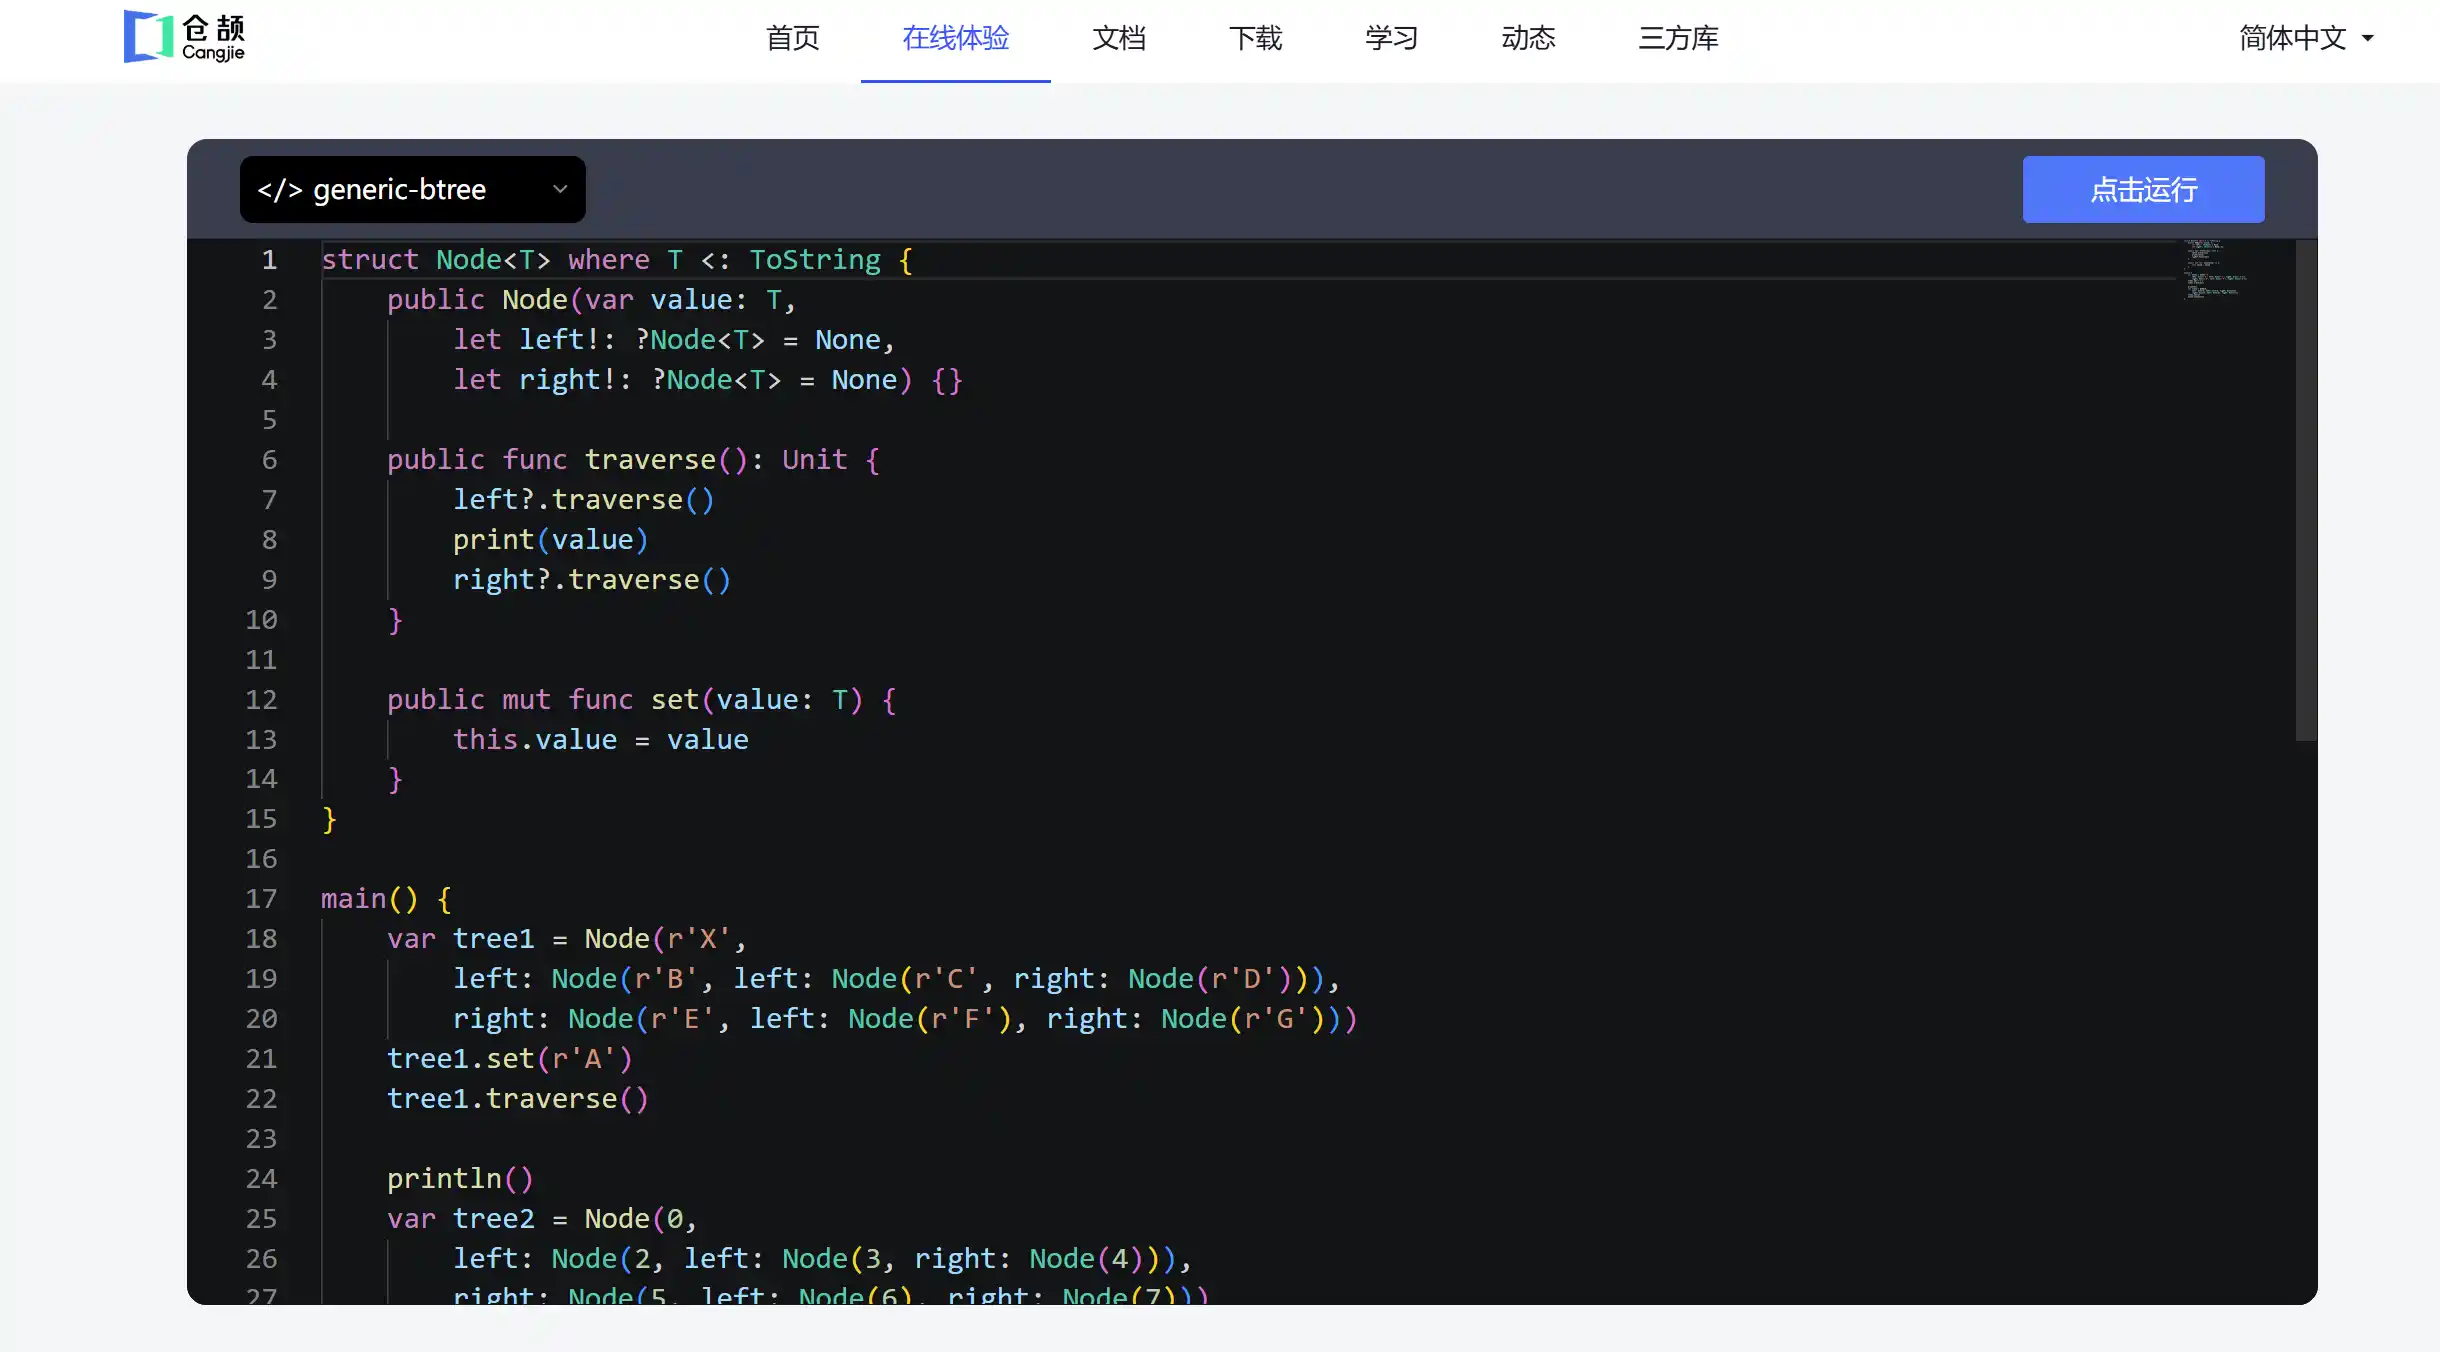 仓颉
Cangjie
首页 在线体验 文档 下载 学习 动态 三方库 简体中文
</> generic-btree 点击运行
1 struct Node<T> where T <: ToString {
2     public Node(var value: T,
3         let left!: ?Node<T> = None,
4         let right!: ?Node<T> = None) {}
5
6     public func traverse(): Unit {
7         left?.traverse()
8         print(value)
9         right?.traverse()
10     }
11
12     public mut func set(value: T) {
13         this.value = value
14     }
15 }
16
17 main() {
18     var tree1 = Node(r'X',
19         left: Node(r'B', left: Node(r'C', right: Node(r'D'))),
20         right: Node(r'E', left: Node(r'F'), right: Node(r'G')))
21     tree1.set(r'A')
22     tree1.traverse()
23
24     println()
25     var tree2 = Node(0,
26         left: Node(2, left: Node(3, right: Node(4))),
27         right: Node(5, left: Node(6), right: Node(7)))